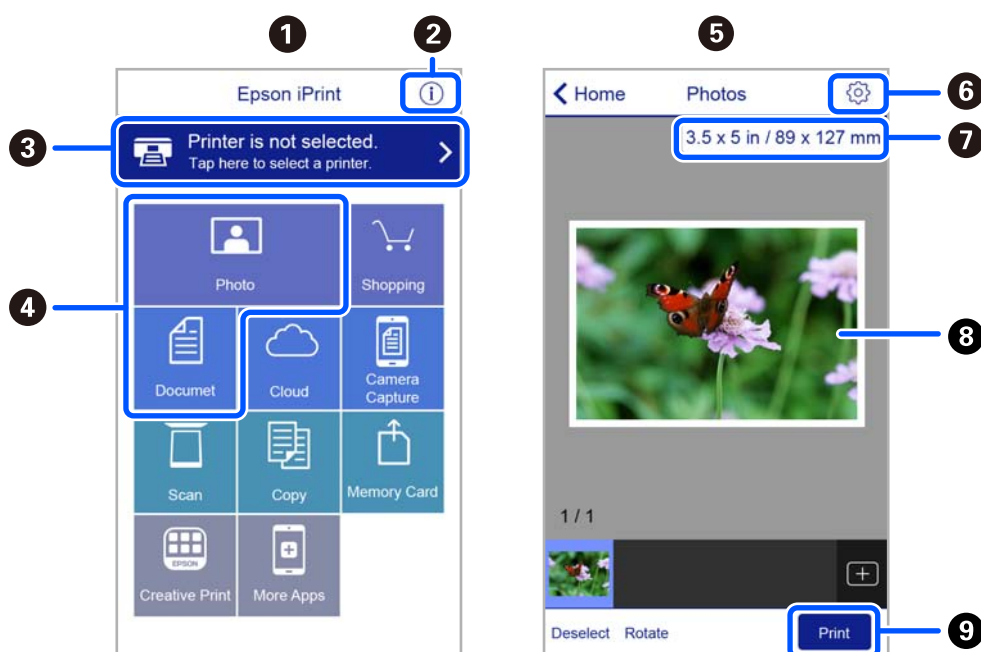 1
2
Epson iPrint
3
Printer is not selected.
Tap here to select a printer.
4
Photo
Shopping
Documet
Cloud
Camera
Capture
Scan
Copy
Memory Card
EPSON
Creative Print
More Apps
5
Home
Photos
6
3.5 x 5 in / 89 x 127 mm
7
8
1 / 1
Deselect
Rotate
Print
9